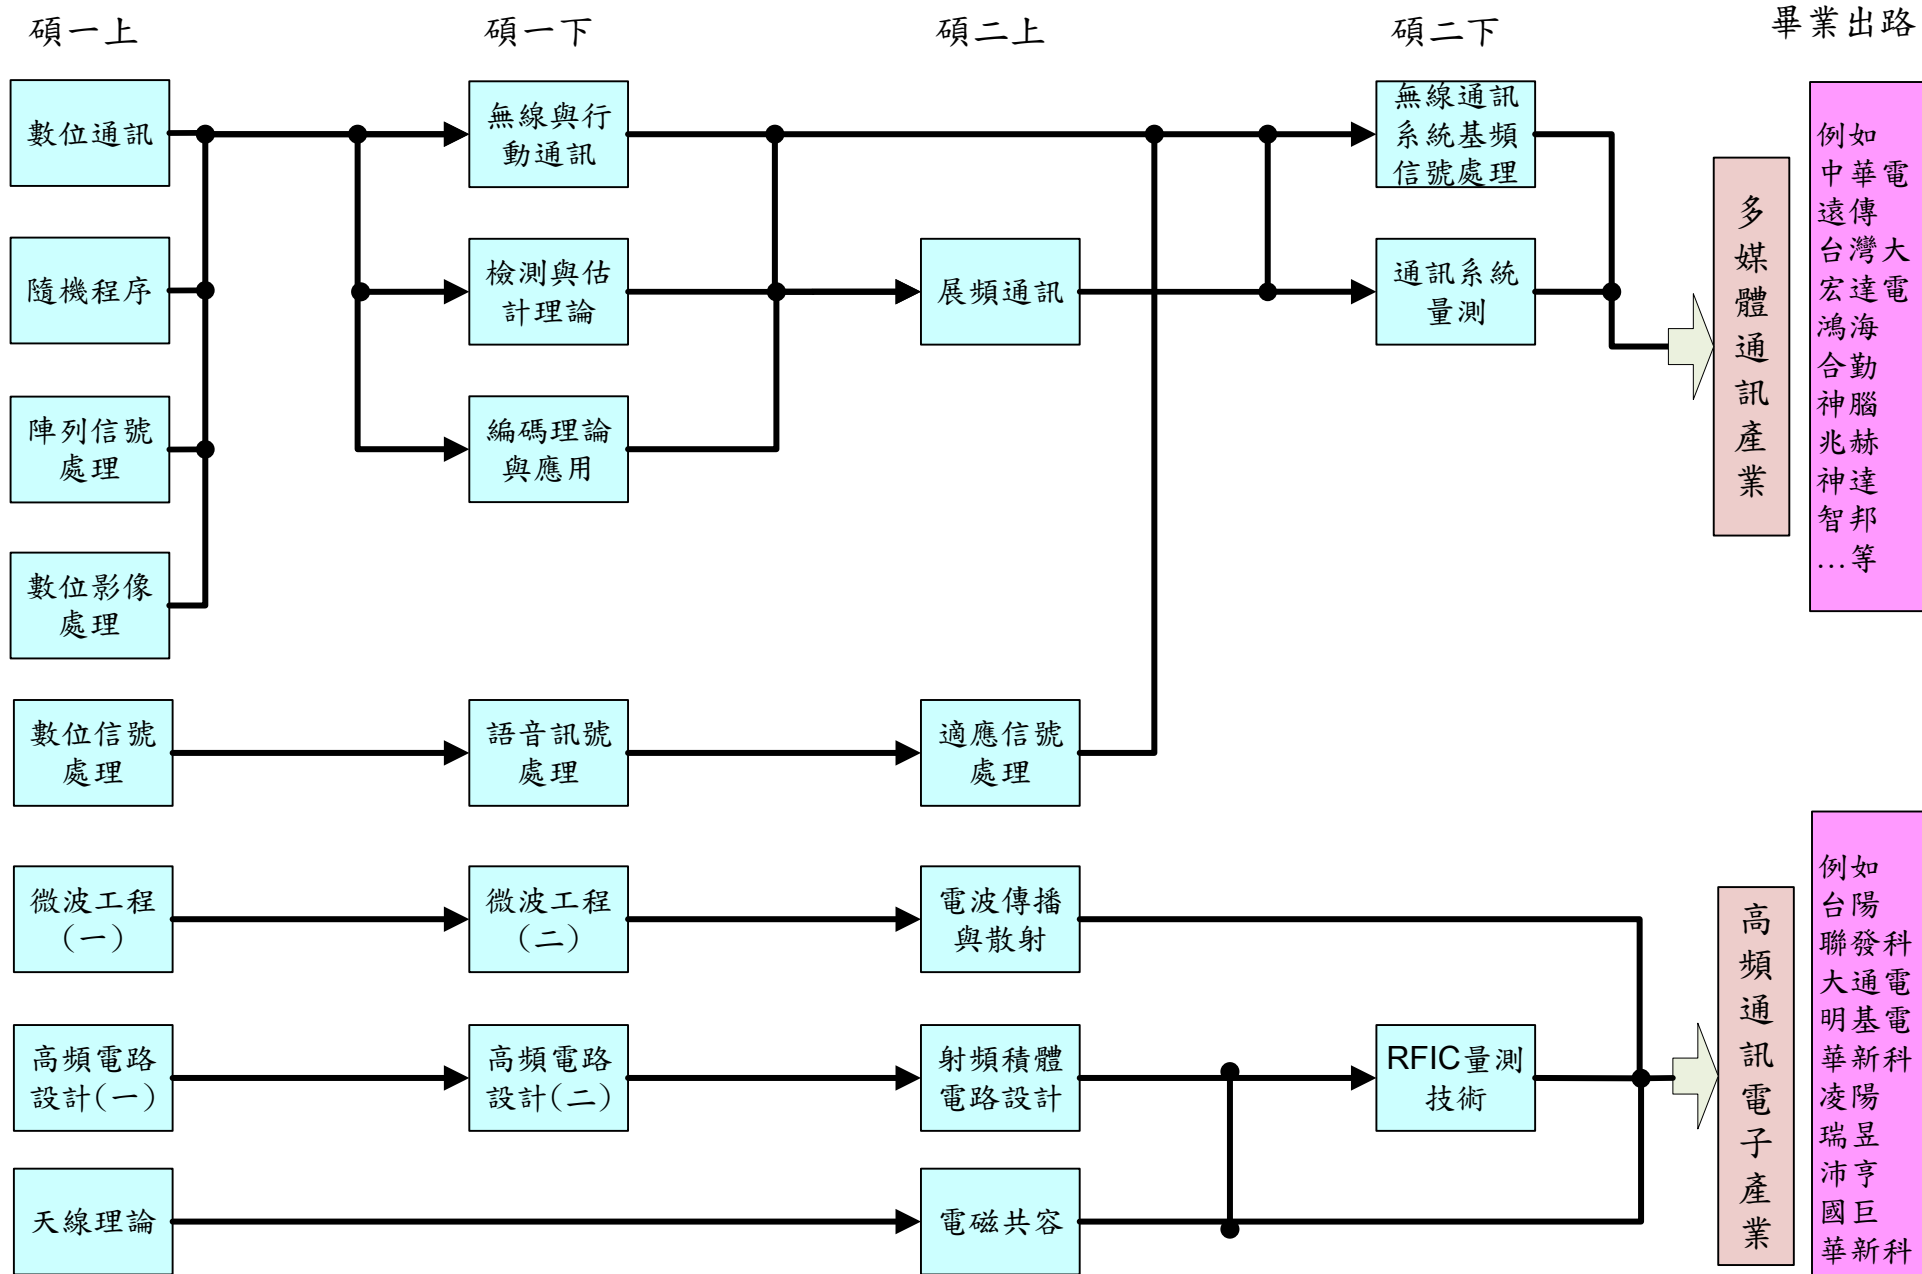 碩一上
碩一下
碩二上
碩二下
畢業出路
數位通訊
隨機程序
陣列信號
處理
數位影像
處理
數位信號
處理
微波工程
(一)
高頻電路
設計(一)
天線理論
無線與行
動通訊
檢測與估
計理論
編碼理論
與應用
語音訊號
處理
微波工程
(二)
高頻電路
設計(二)
展頻通訊
適應信號
處理
電波傳播
與散射
射頻積體
電路設計
電磁共容
無線通訊
系統基頻
信號處理
通訊系統
量測
RFIC量測
技術
多媒體通訊產業
高頻通訊電子產業
例如
中華電
遠傳
台灣大
宏達電
鴻海
合勤
神腦
兆赫
神達
智邦
…等
例如
台陽
聯發科
大通電
明基電
華新科
凌陽
瑞昱
沛亨
國巨
華新科